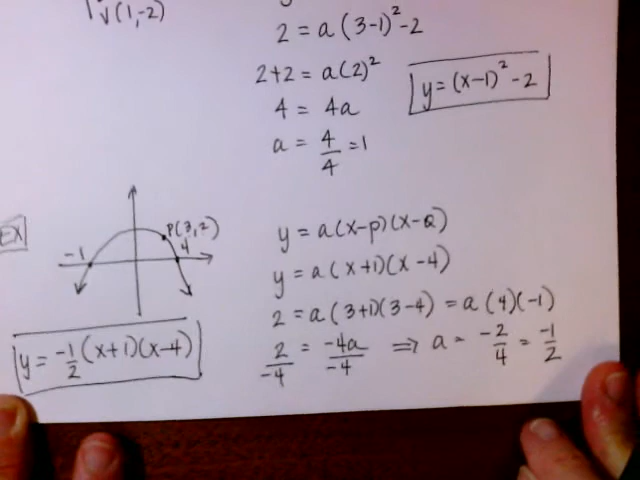 V(1,-2)
2 = a(3-1)²-2
2+2 = a(2)²
4 = 4a
a = 4/4 = 1
y = (x-1)² - 2
EX
P(3,2)
-1
4
y = -1/2 (x+1)(x-4)
y = a(x-p)(x-q)
y = a(x+1)(x-4)
2 = a(3+1)(3-4) = a(4)(-1)
2/-4 = -4a/-4 ⇒ a = -2/4 = -1/2